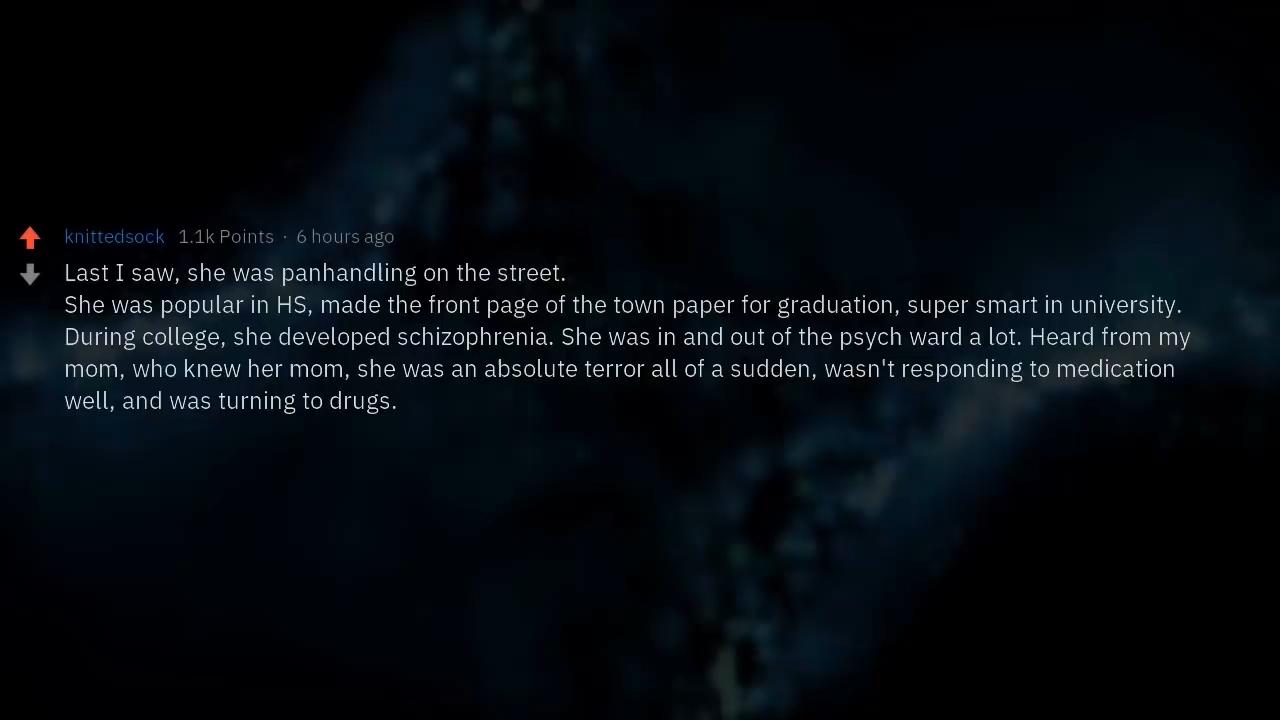 knittedsock 1.1k Points · 6 hours ago
Last I saw, she was panhandling on the street.
She was popular in HS, made the front page of the town paper for graduation, super smart in university.
During college, she developed schizophrenia. She was in and out of the psych ward a lot. Heard from my
mom, who knew her mom, she was an absolute terror all of a sudden, wasn't responding to medication
well, and was turning to drugs.